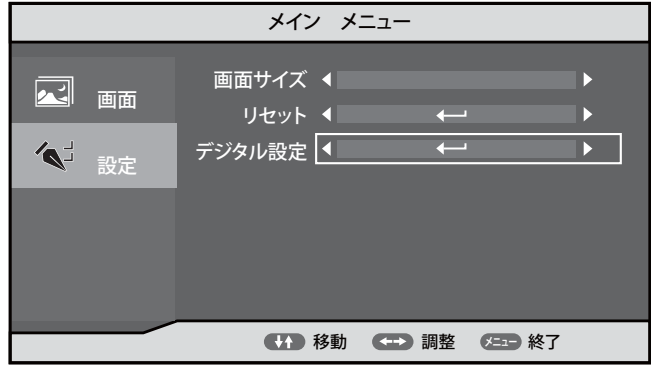 メイン　メニュー
画面
設定
画面サイズ
リセット
デジタル設定
移動 調整 メニュー 終了